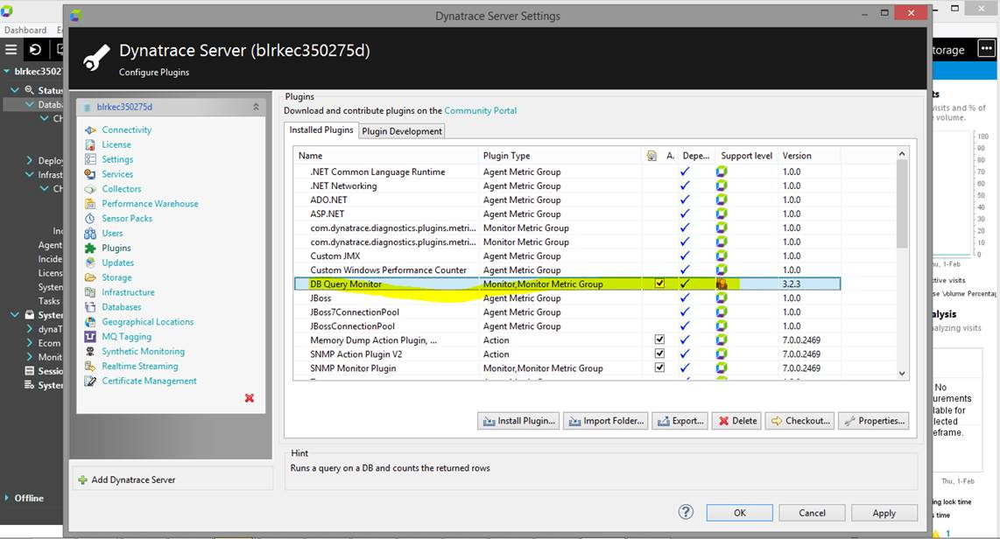 Dynatrace Server Settings
Dashboard
Dynatrace Server (blrkec350275d)
Configure Plugins
torage
blrkec3502
Status
Databa
Deploy
Infrast
Agent
Incide
Licens
System
Tasks
System
dynaT
Ecom
Monit
Sessio
System
Offline
blrkec350275d
Connectivity
License
Settings
Services
Collectors
Performance Warehouse
Sensor Packs
Users
Plugins
Updates
Storage
Infrastructure
Databases
Geographical Locations
MQ Tagging
Synthetic Monitoring
Realtime Streaming
Certificate Management
Add Dynatrace Server
Plugins
Download and contribute plugins on the Community Portal
Installed Plugins Plugin Development
Name Plugin Type A. Depe... Support level Version
.NET Common Language Runtime Agent Metric Group 1.0.0
.NET Networking Agent Metric Group 1.0.0
ADO.NET Agent Metric Group 1.0.0
ASP.NET Agent Metric Group 1.0.0
com.dynatrace.diagnostics.plugins.metri... Monitor Metric Group 1.0.0
com.dynatrace.diagnostics.plugins.metri... Monitor Metric Group 1.0.0
Custom JMX Agent Metric Group 1.0.0
Custom Windows Performance Counter Agent Metric Group 1.0.0
DB Query Monitor Monitor,Monitor Metric Group 3.2.3
JBoss Agent Metric Group 1.0.0
JBoss7ConnectionPool Agent Metric Group 1.0.0
JBossConnectionPool Agent Metric Group 1.0.0
Memory Dump Action Plugin, ... Action 7.0.0.2469
SNMP Action Plugin V2 Action 7.0.0.2469
SNMP Monitor Plugin Monitor,Monitor Metric Group 7.0.0.2469
Install Plugin... Import Folder... Export... Delete Checkout... Properties...
Hint
Runs a query on a DB and counts the returned rows
OK Cancel Apply
ts
visits and % of
e volume.
100
90
80
70
60
50
40
30
20
10
0
hu, 1-Feb
ctive visits
se Volume Percentag
alysis
nalyzing visits
No
urements
lable for
elected
eframe.
Thu, 1-Feb
ing lock time
s time
1